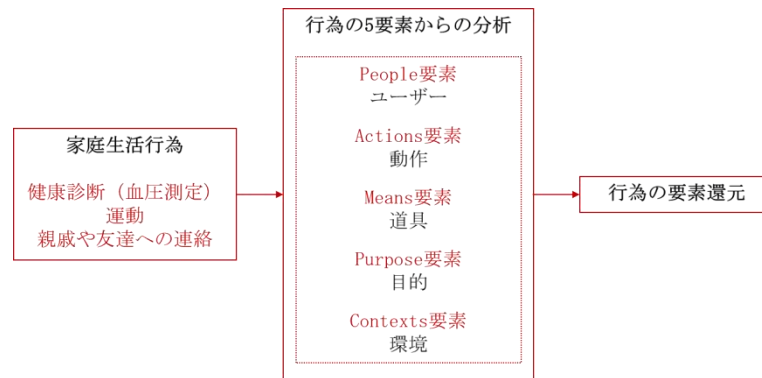 家庭生活行為
健康診断（血圧測定）
運動
親戚や友達への連絡
行為の5要素からの分析
People要素
ユーザー
Actions要素
動作
Means要素
道具
Purpose要素
目的
Contexts要素
環境
行為の要素還元